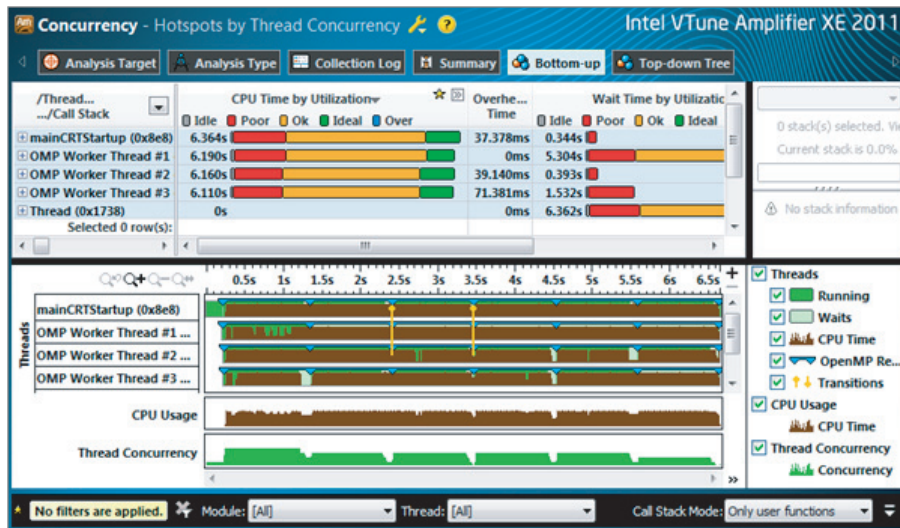 Am Concurrency - Hotspots by Thread Concurrency ? Intel VTune Amplifier XE 2011
Analysis Target Analysis Type Collection Log Summary Bottom-up Top-down Tree
/Thread... CPU Time by Utilization Overhe... Wait Time by Utilizatic
.../Call Stack Idle Poor Ok Ideal Over Time Idle Poor Ok Ideal
mainCRTStartup (0x8e8) 6.364s 37.378ms 0.344s
OMP Worker Thread #1 6.190s 0ms 5.304s
OMP Worker Thread #2 6.160s 39.140ms 0.393s
OMP Worker Thread #3 6.110s 71.381ms 1.532s
Thread (0x1738) 0s 0ms 6.362s
Selected 0 row(s):
0 stack(s) selected. Vie
Current stack is 0.0%
No stack information
0.5s 1s 1.5s 2s 2.5s 3s 3.5s 4s 4.5s 5s 5.5s 6s 6.5s
Threads
mainCRTStartup (0x8e8)
OMP Worker Thread #1 ...
OMP Worker Thread #2 ...
OMP Worker Thread #3 ...
CPU Usage
Thread Concurrency
Threads
Running
Waits
CPU Time
OpenMP Re...
Transitions
CPU Usage
CPU Time
Thread Concurrency
Concurrency
No filters are applied. Module: [All] Thread: [All] Call Stack Mode: Only user functions